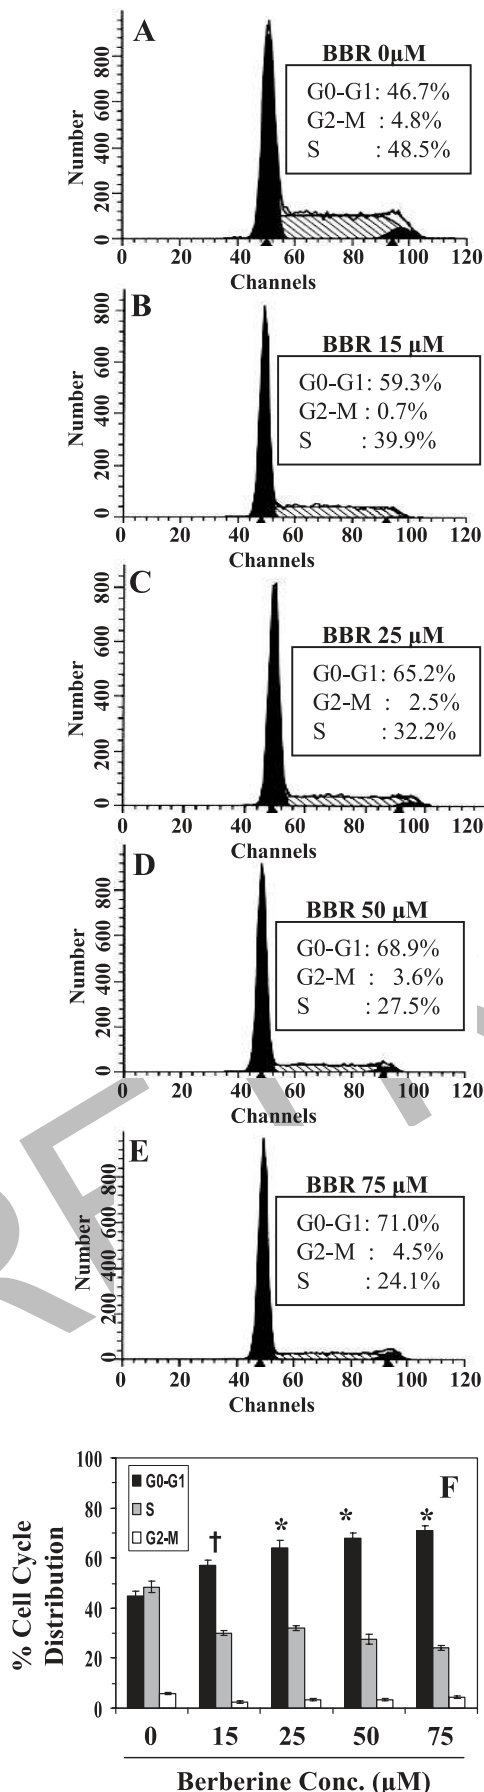 A
BBR 0µM
G0-G1: 46.7%
G2-M : 4.8%
S : 48.5%
Number
0 200 400 600 800
0 20 40 60 80 100 120
Channels
B
BBR 15 µM
G0-G1: 59.3%
G2-M : 0.7%
S : 39.9%
Number
0 200 400 600 800
0 20 40 60 80 100 120
Channels
C
BBR 25 µM
G0-G1: 65.2%
G2-M : 2.5%
S : 32.2%
Number
0 200 400 600 800
0 20 40 60 80 100 120
Channels
D
BBR 50 µM
G0-G1: 68.9%
G2-M : 3.6%
S : 27.5%
Number
0 200 400 600 800
0 20 40 60 80 100 120
Channels
E
BBR 75 µM
G0-G1: 71.0%
G2-M : 4.5%
S : 24.1%
Number
0 200 400 600 800
0 20 40 60 80 100 120
Channels
F
G0-G1
S
G2-M
† * * *
% Cell Cycle
Distribution
100
80
60
40
20
0
0 15 25 50 75
Berberine Conc. (µM)